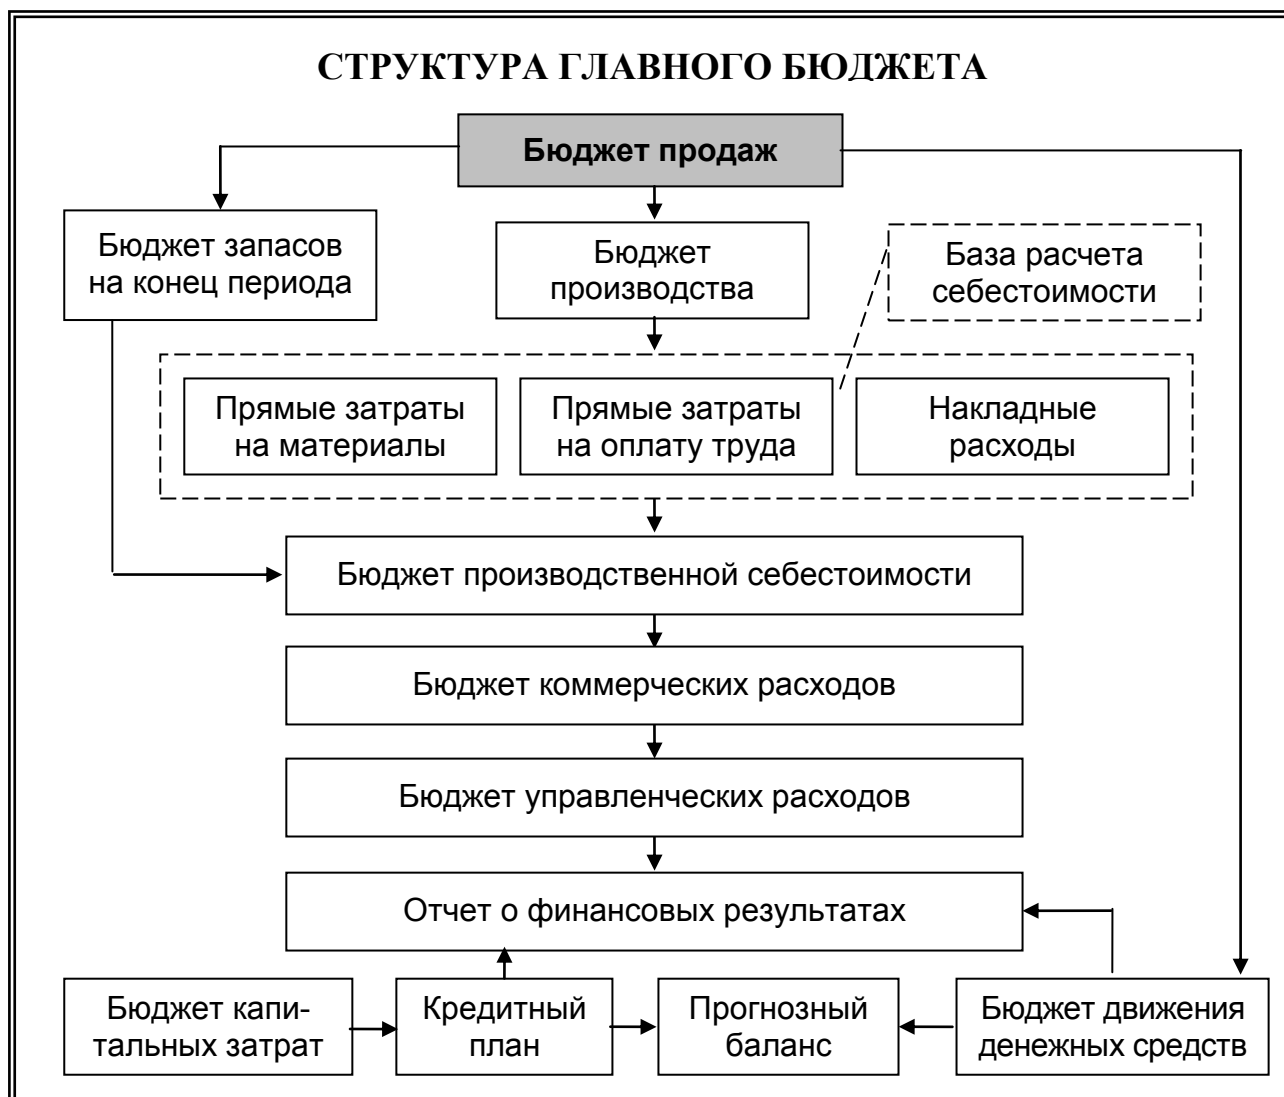 СТРУКТУРА ГЛАВНОГО БЮДЖЕТА
Бюджет продаж
Бюджет запасов
на конец периода
Бюджет
производства
База расчета
себестоимости
Прямые затраты
на материалы
Прямые затраты
на оплату труда
Накладные
расходы
Бюджет производственной себестоимости
Бюджет коммерческих расходов
Бюджет управленческих расходов
Отчет о финансовых результатах
Бюджет капи-
тальных затрат
Кредитный
план
Прогнозный
баланс
Бюджет движения
денежных средств